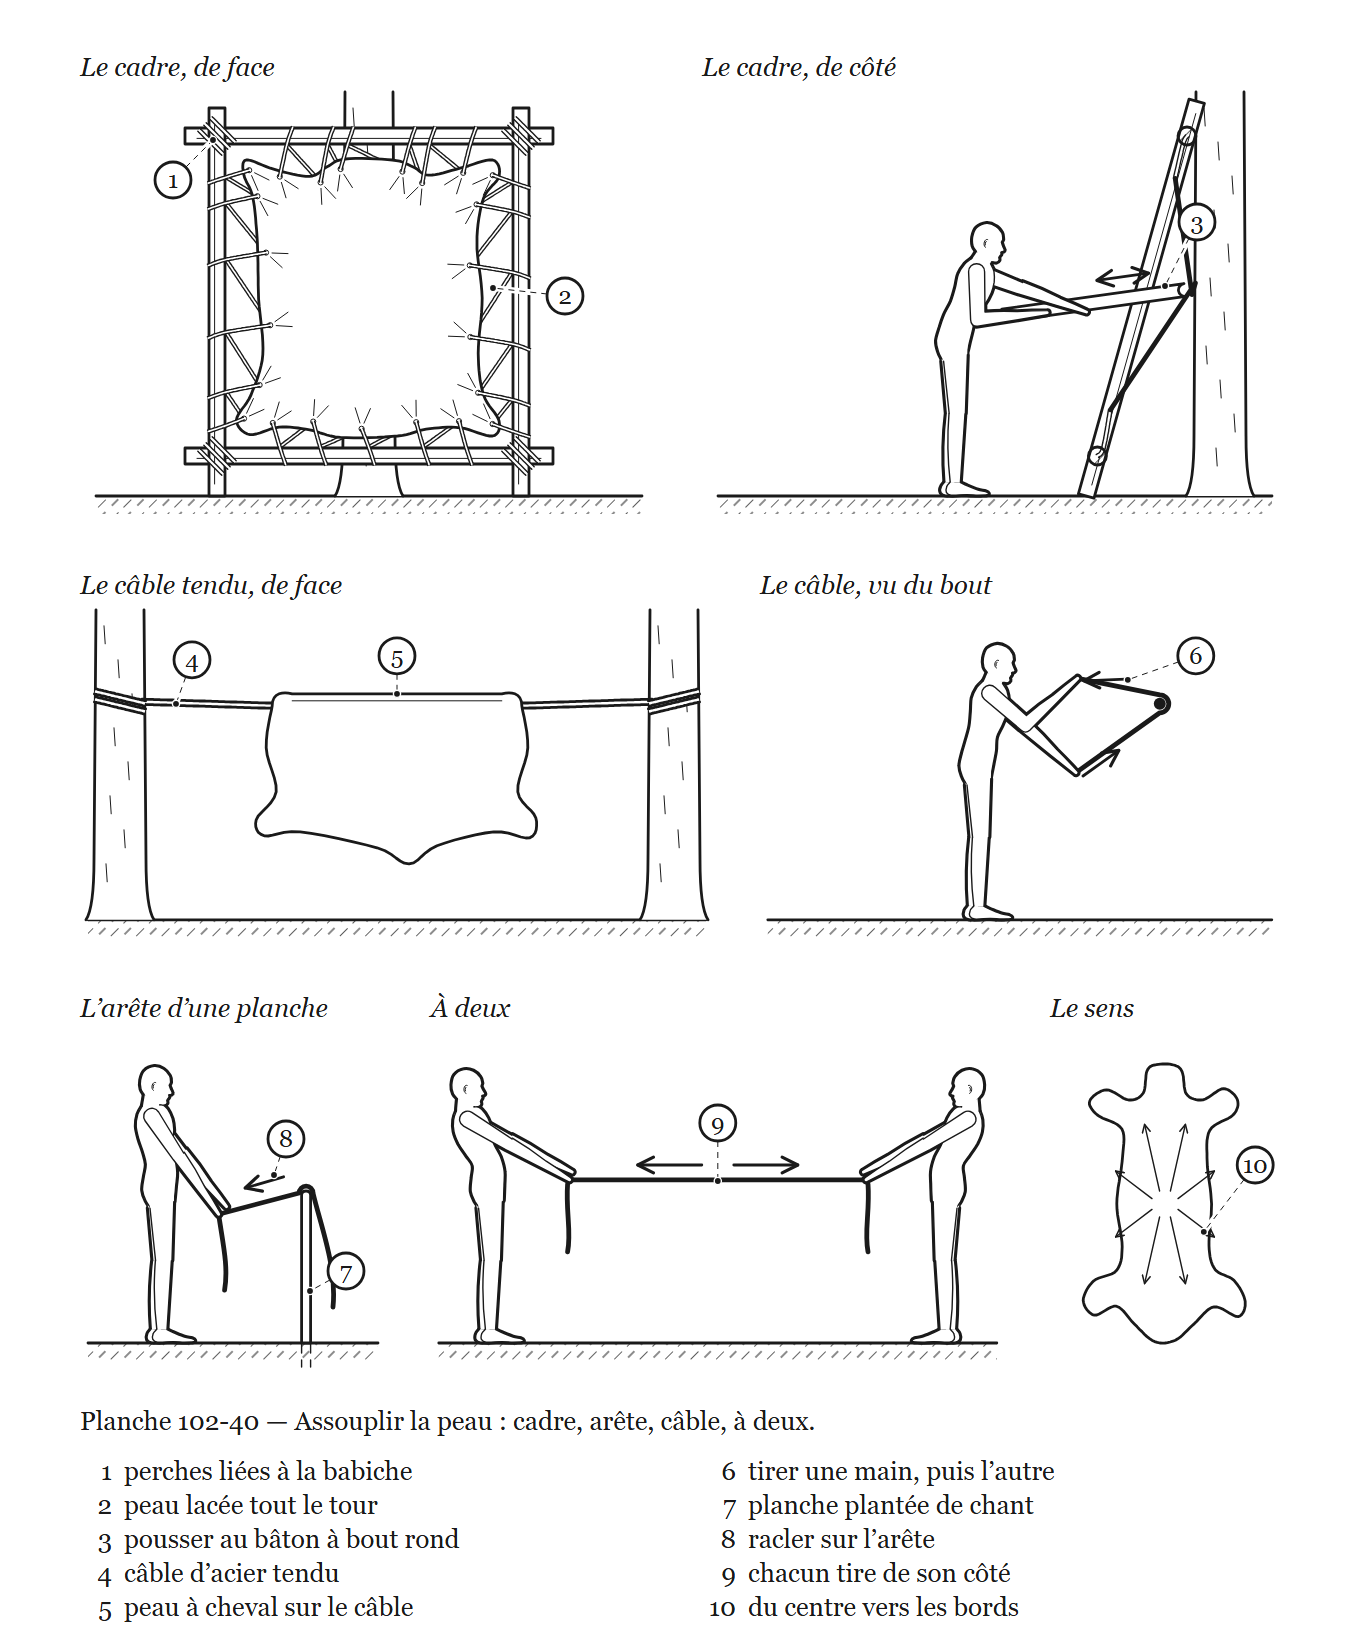 Le cadre, de face
Le cadre, de côté
1
2
3
Le câble tendu, de face
Le câble, vu du bout
4
5
6
L’arête d’une planche
À deux
Le sens
8
7
9
10
Planche 102-40 — Assouplir la peau : cadre, arête, câble, à deux.
1 perches liées à la babiche
2 peau lacée tout le tour
3 pousser au bâton à bout rond
4 câble d’acier tendu
5 peau à cheval sur le câble
6 tirer une main, puis l’autre
7 planche plantée de chant
8 racler sur l’arête
9 chacun tire de son côté
10 du centre vers les bords